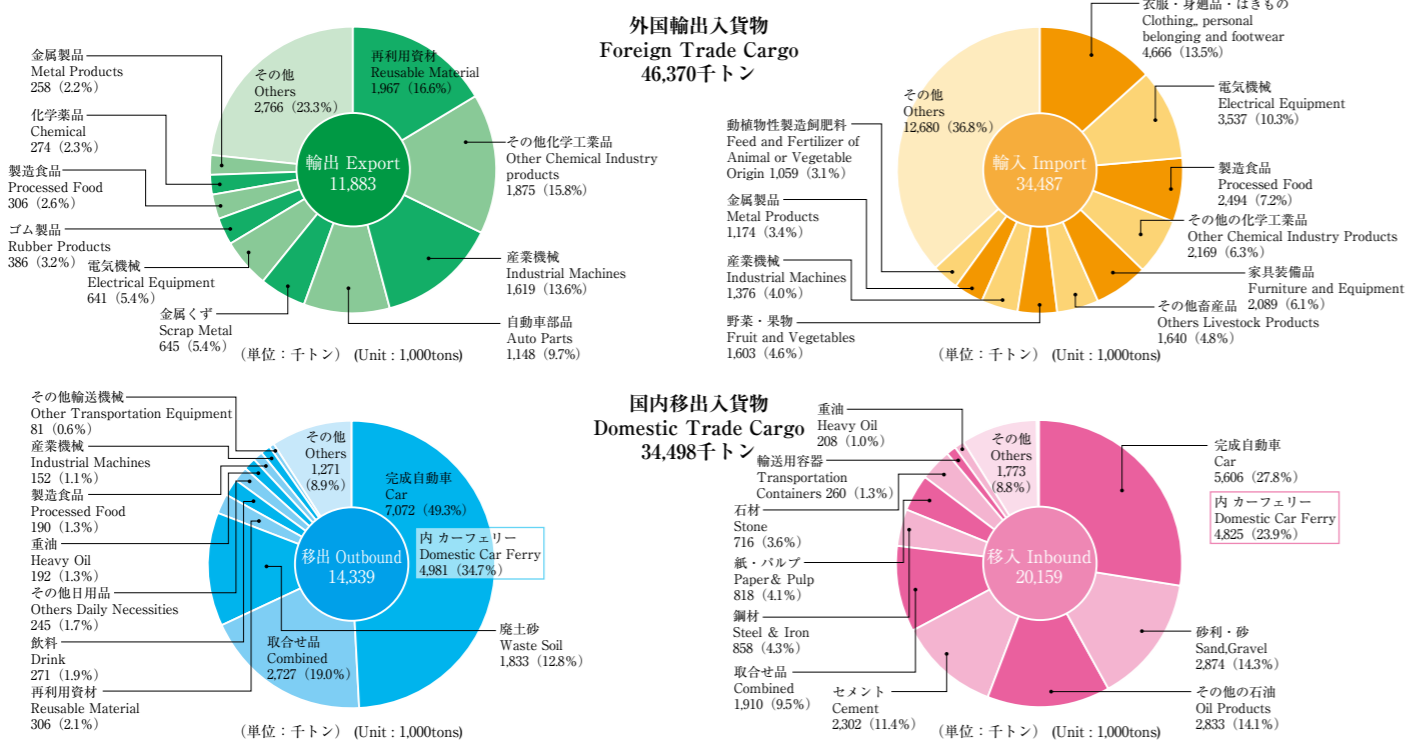 外国輸出入貨物
Foreign Trade Cargo
46,370千トン
輸出 Export
11,883
再利用資材
Reusable Material
1,967（16.6%）
その他化学工業品
Other Chemical Industry
products
1,875（15.8%）
産業機械
Industrial Machines
1,619（13.6%）
自動車部品
Auto Parts
1,148（9.7%）
金属くず
Scrap Metal
645（5.4%）
電気機械
Electrical Equipment
641（5.4%）
ゴム製品
Rubber Products
386（3.2%）
製造食品
Processed Food
306（2.6%）
化学薬品
Chemical
274（2.3%）
金属製品
Metal Products
258（2.2%）
その他
Others
2,766（23.3%）
（単位：千トン） (Unit : 1,000tons)
輸入 Import
34,487
衣服・身廻品・はきもの
Clothing,, personal
belonging and footwear
4,666（13.5%）
電気機械
Electrical Equipment
3,537（10.3%）
製造食品
Processed Food
2,494（7.2%）
その他の化学工業品
Other Chemical Industry Products
2,169（6.3%）
家具装備品
Furniture and Equipment
2,089（6.1%）
その他畜産品
Others Livestock Products
1,640（4.8%）
野菜・果物
Fruit and Vegetables
1,603（4.6%）
産業機械
Industrial Machines
1,376（4.0%）
金属製品
Metal Products
1,174（3.4%）
動植物性製造飼肥料
Feed and Fertilizer of
Animal or Vegetable
Origin 1,059（3.1%）
その他
Others
12,680（36.8%）
（単位：千トン） (Unit : 1,000tons)
国内移出入貨物
Domestic Trade Cargo
34,498千トン
移出 Outbound
14,339
完成自動車
Car
7,072（49.3%）
内 カーフェリー
Domestic Car Ferry
4,981（34.7%）
取合せ品
Combined
2,727（19.0%）
廃土砂
Waste Soil
1,833（12.8%）
再利用資材
Reusable Material
306（2.1%）
飲料
Drink
271（1.9%）
その他日用品
Others Daily Necessities
245（1.7%）
重油
Heavy Oil
192（1.3%）
製造食品
Processed Food
190（1.3%）
産業機械
Industrial Machines
152（1.1%）
その他輸送機械
Other Transportation Equipment
81（0.6%）
その他
Others
1,271
（8.9%）
（単位：千トン） (Unit : 1,000tons)
移入 Inbound
20,159
完成自動車
Car
5,606（27.8%）
内 カーフェリー
Domestic Car Ferry
4,825（23.9%）
砂利・砂
Sand,Gravel
2,874（14.3%）
その他の石油
Oil Products
2,833（14.1%）
セメント
Cement
2,302（11.4%）
取合せ品
Combined
1,910（9.5%）
鋼材
Steel & Iron
858（4.3%）
紙・パルプ
Paper& Pulp
818（4.1%）
石材
Stone
716（3.6%）
輸送用容器
Transportation
Containers 260（1.3%）
重油
Heavy Oil
208（1.0%）
その他
Others
1,773
（8.8%）
（単位：千トン） (Unit : 1,000tons)